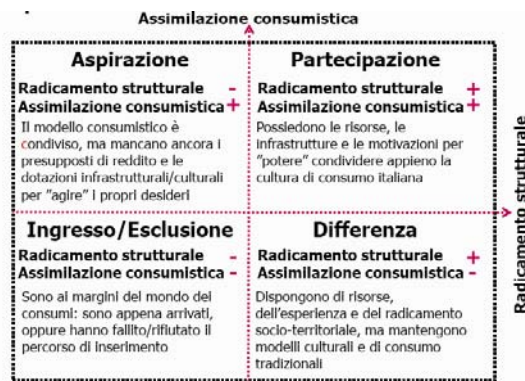 Assimilazione consumistica
Aspirazione
Radicamento strutturale -
Assimilazione consumistica +
Il modello consumistico è
condiviso, ma mancano ancora i
presupposti di reddito e le
dotazioni infrastrutturali/culturali
per "agire" i propri desideri
Partecipazione
Radicamento strutturale +
Assimilazione consumistica +
Possiedono le risorse, le
infrastrutture e le motivazioni per
"potere" condividere appieno la
cultura di consumo italiana
Ingresso/Esclusione
Radicamento strutturale -
Assimilazione consumistica -
Sono ai margini del mondo dei
consumi: sono appena arrivati,
oppure hanno fallito/rifiutato il
percorso di inserimento
Differenza
Radicamento strutturale +
Assimilazione consumistica -
Dispongono di risorse,
dell'esperienza e del radicamento
socio-territoriale, ma mantengono
modelli culturali e di consumo
tradizionali
Radicamento strutturale